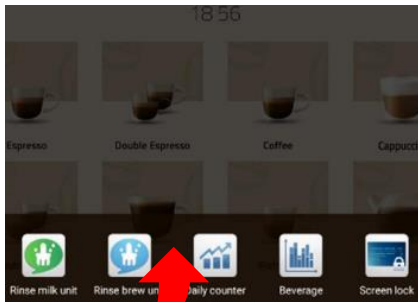 18:56
Espresso Double Espresso Coffee Cappucci
Rinse milk unit Rinse brew un Daily counter Beverage Screen lock